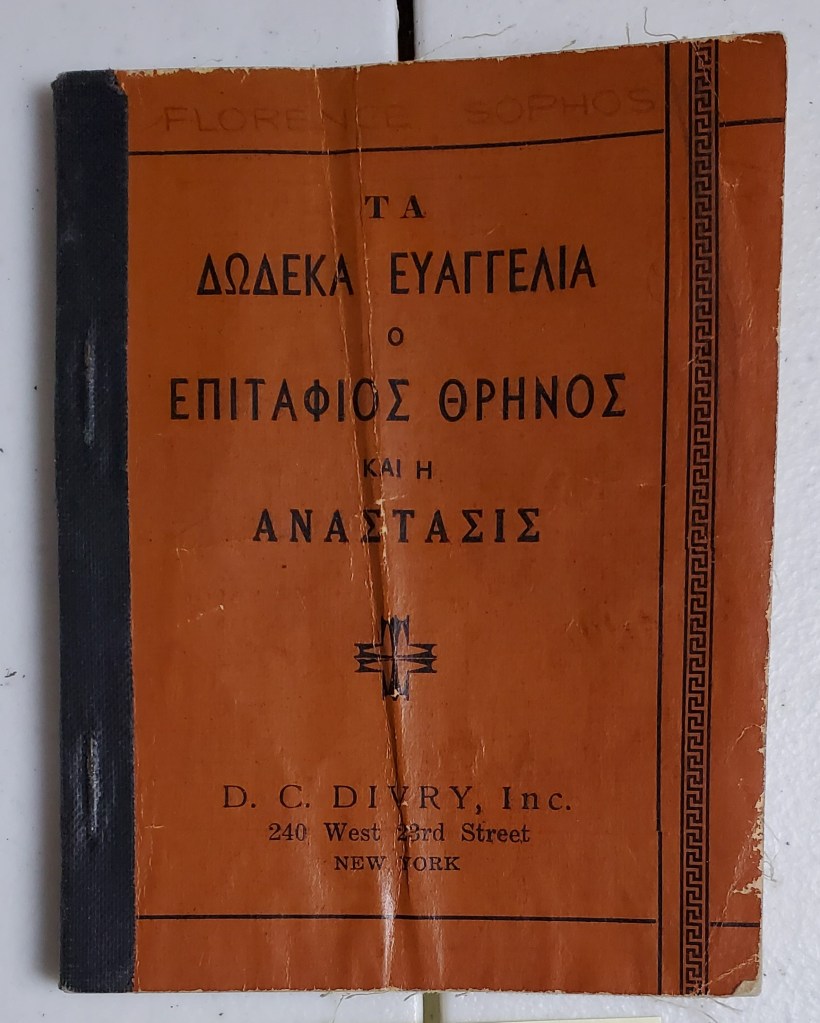 FLORENCE SOPHOS
ΤΑ
ΔΩΔΕΚΑ ΕΥΑΓΓΕΛΙΑ
Ο
ΕΠΙΤΑΦΙΟΣ ΘΡΗΝΟΣ
ΚΑΙ Η
ΑΝΑΣΤΑΣΙΣ
D. C. DIVRY, Inc.
240 West 23rd Street
NEW YORK